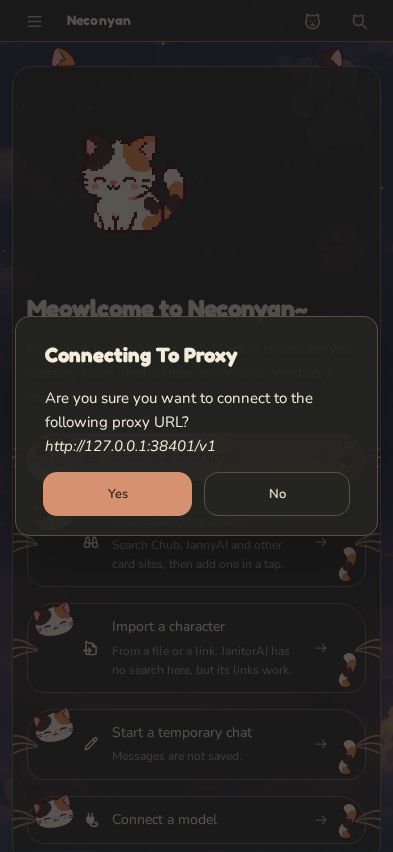 Neconyan
Meowlcome to Neconyan~
Connecting To Proxy
Are you sure you want to connect to the
following proxy URL?
http://127.0.0.1:38401/v1
Yes
No
Search Chub, JannyAI and other
card sites, then add one in a tap.
Import a character
From a file or a link. JanitorAI has
no search here, but its links work.
Start a temporary chat
Messages are not saved.
Connect a model